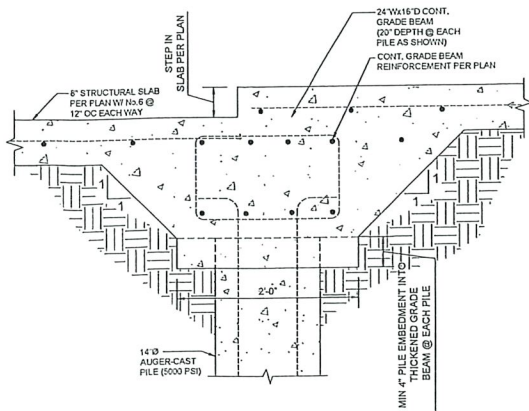 24"Wx16"D CONT.
GRADE BEAM
(20" DEPTH @ EACH
PILE AS SHOWN)
STEP IN
SLAB PER PLAN
CONT. GRADE BEAM
REINFORCEMENT PER PLAN
8" STRUCTURAL SLAB
PER PLAN W/ No.6 @
12" OC EACH WAY
1
1
1
1
2'-0"
14"Ø
AUGER-CAST
PILE (5000 PSI)
MIN 4" PILE EMBEDMENT INTO
THICKENED GRADE
BEAM @ EACH PILE